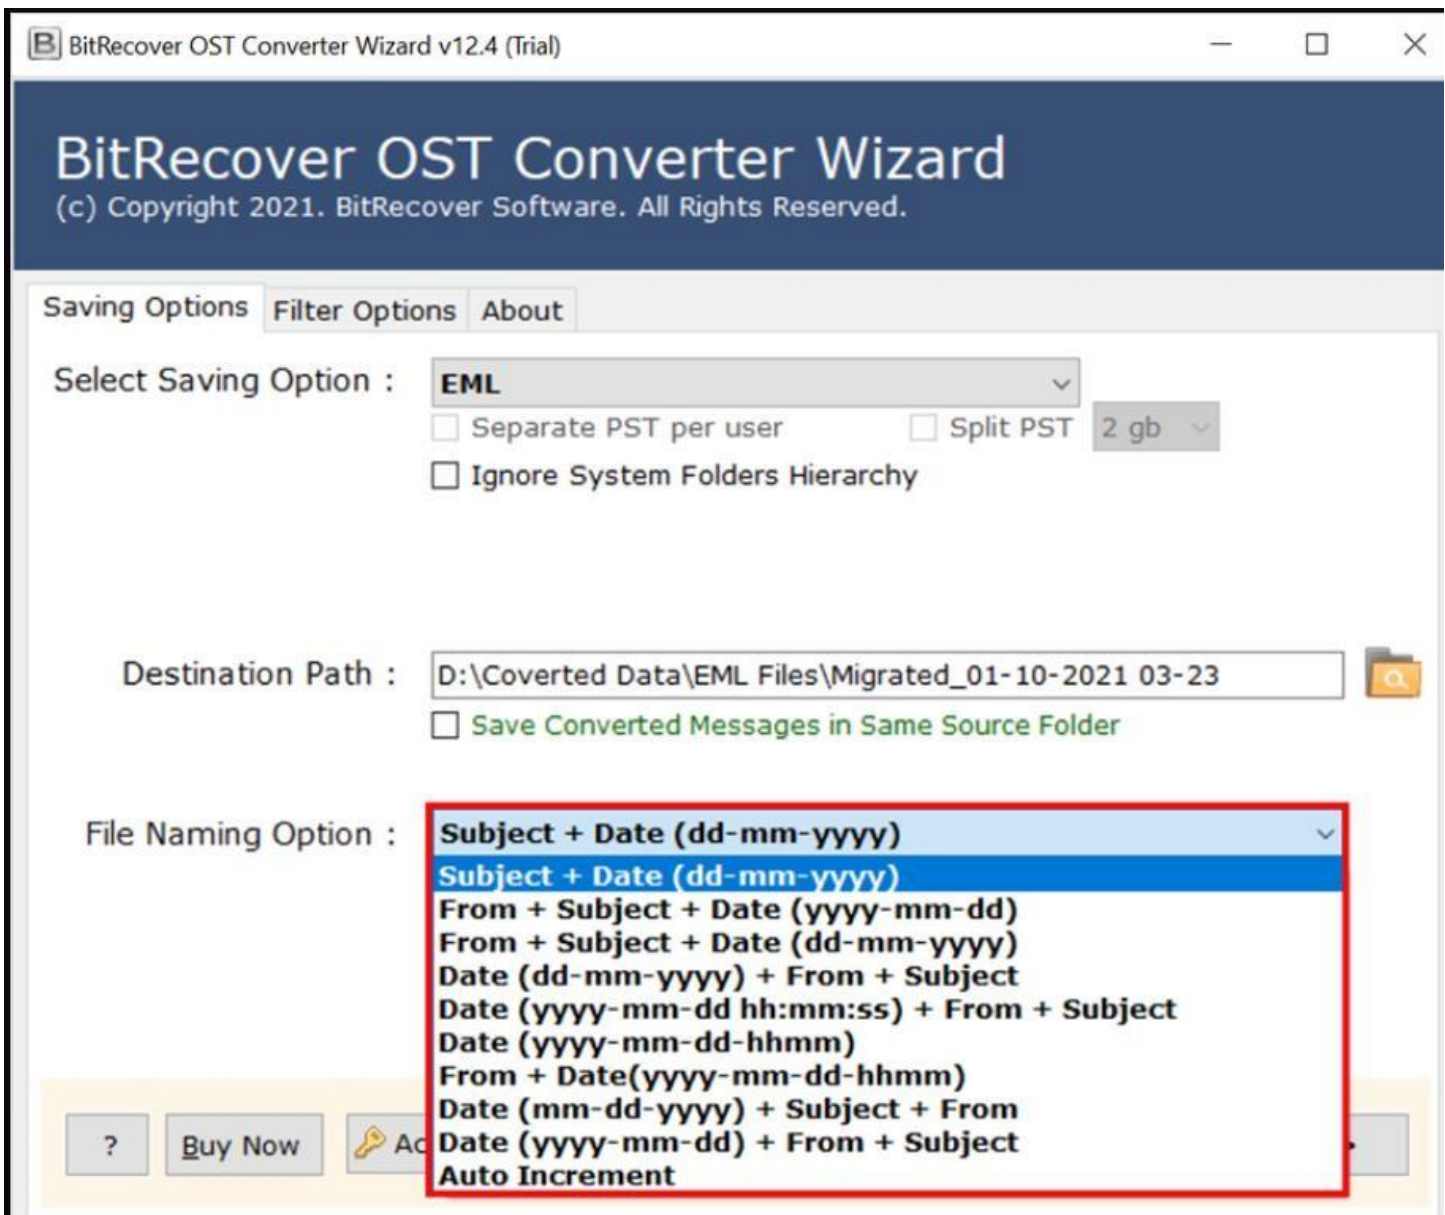 BitRecover OST Converter Wizard v12.4 (Trial)
BitRecover OST Converter Wizard
(c) Copyright 2021. BitRecover Software. All Rights Reserved.
Saving Options Filter Options About
Select Saving Option : EML
Separate PST per user Split PST 2 gb
Ignore System Folders Hierarchy
Destination Path : D:\Coverted Data\EML Files\Migrated_01-10-2021 03-23
Save Converted Messages in Same Source Folder
File Naming Option : Subject + Date (dd-mm-yyyy)
Subject + Date (dd-mm-yyyy)
From + Subject + Date (yyyy-mm-dd)
From + Subject + Date (dd-mm-yyyy)
Date (dd-mm-yyyy) + From + Subject
Date (yyyy-mm-dd hh:mm:ss) + From + Subject
Date (yyyy-mm-dd-hhmm)
From + Date(yyyy-mm-dd-hhmm)
Date (mm-dd-yyyy) + Subject + From
Date (yyyy-mm-dd) + From + Subject
Auto Increment
? Buy Now